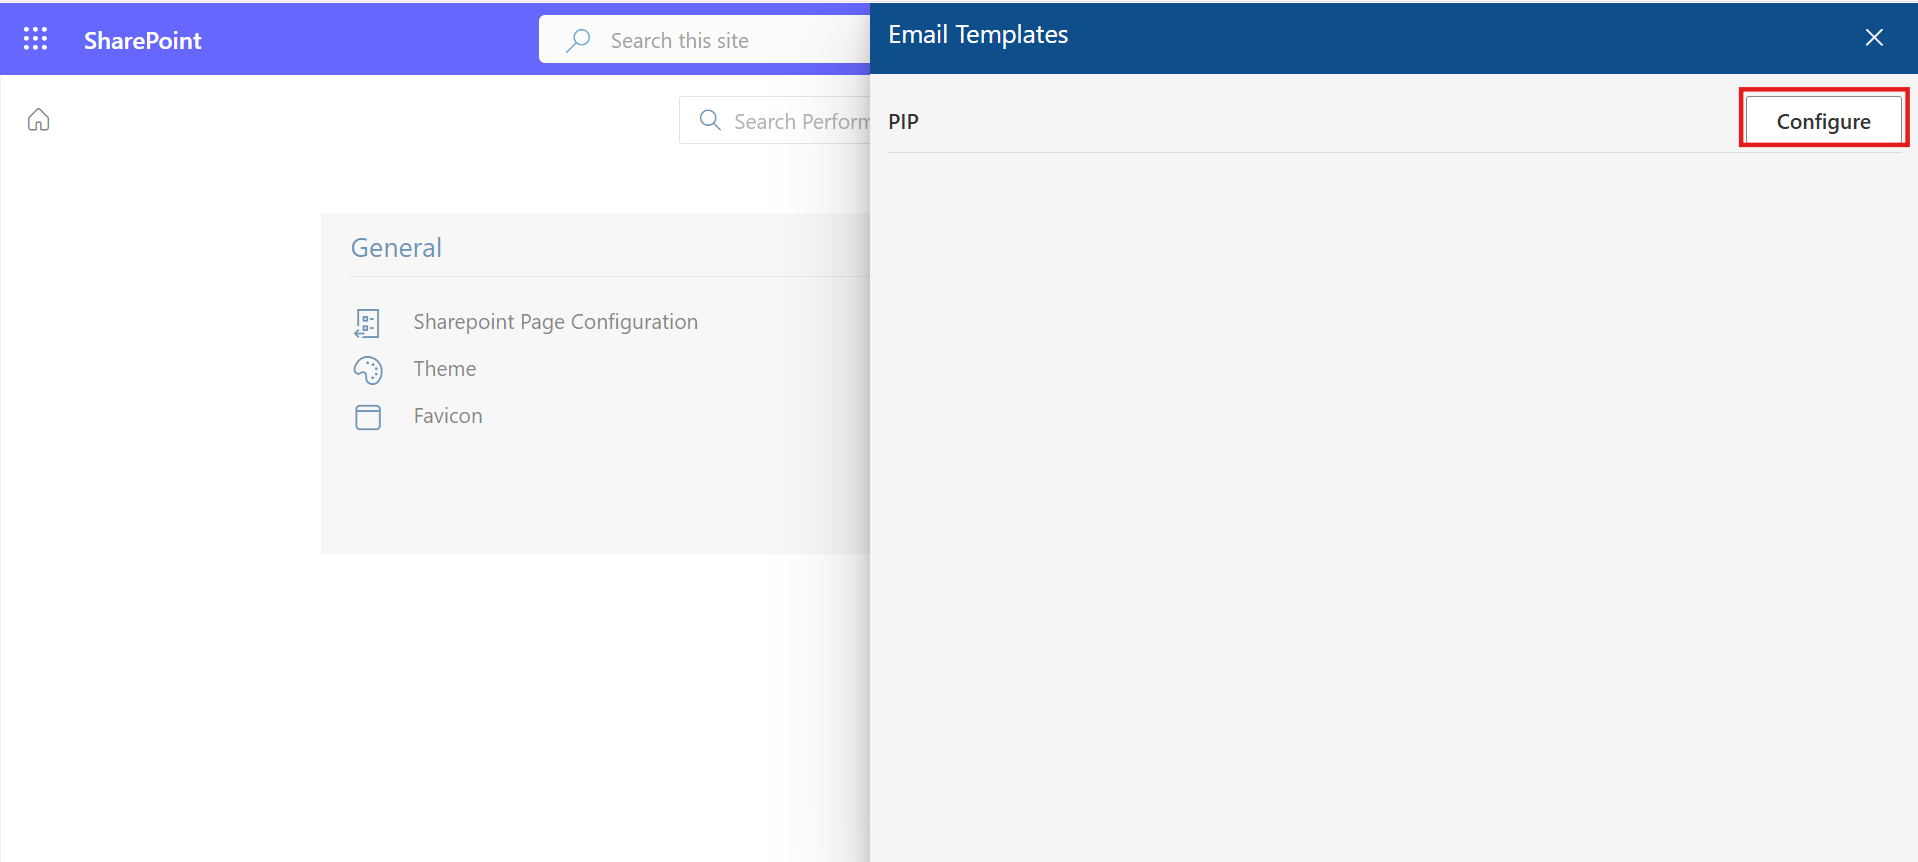 SharePoint
Search this site
Email Templates
Search Perform
PIP
Configure
General
Sharepoint Page Configuration
Theme
Favicon